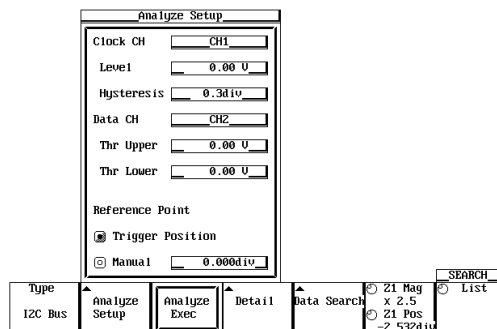 Analyze Setup
Clock CH CH1
Level 0.00 V
Hysteresis 0.3div
Data CH CH2
Thr Upper 0.00 V
Thr Lower 0.00 V
Reference Point
Trigger Position
Manual 0.000div
SEARCH
Type
I2C Bus
Analyze Setup
Analyze Exec
Detail
Data Search
Z1 Mag
x 2.5
Z1 Pos
-2.532div
List